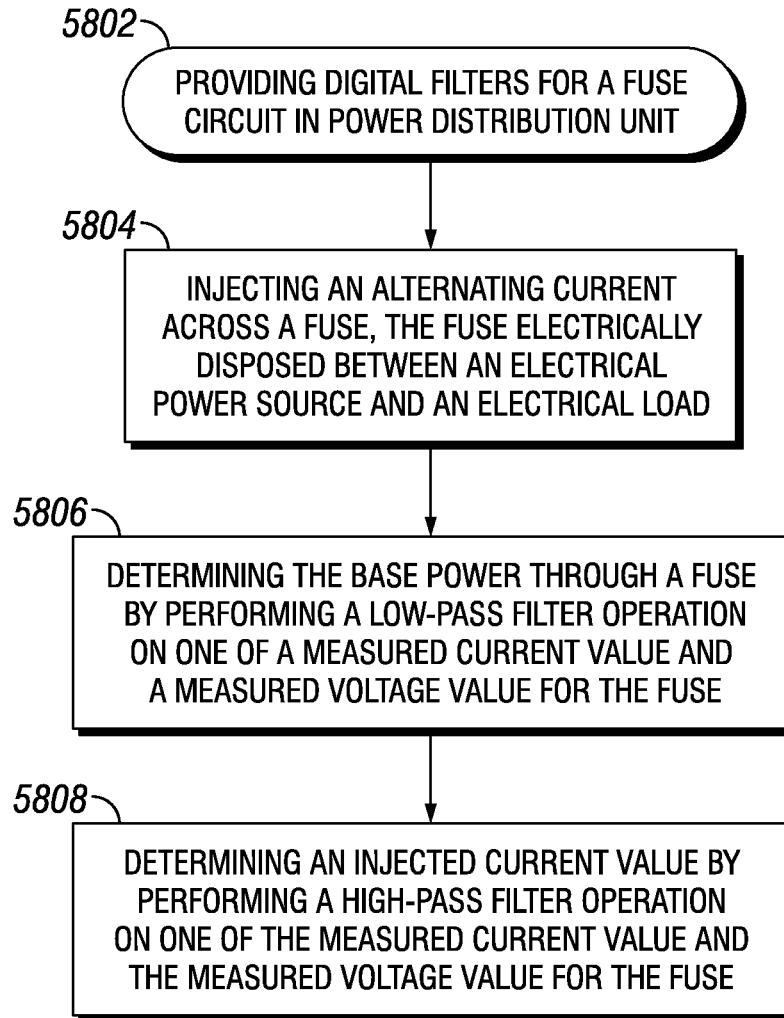 5802
PROVIDING DIGITAL FILTERS FOR A FUSE
CIRCUIT IN POWER DISTRIBUTION UNIT
5804
INJECTING AN ALTERNATING CURRENT
ACROSS A FUSE, THE FUSE ELECTRICALLY
DISPOSED BETWEEN AN ELECTRICAL
POWER SOURCE AND AN ELECTRICAL LOAD
5806
DETERMINING THE BASE POWER THROUGH A FUSE
BY PERFORMING A LOW-PASS FILTER OPERATION
ON ONE OF A MEASURED CURRENT VALUE AND
A MEASURED VOLTAGE VALUE FOR THE FUSE
5808
DETERMINING AN INJECTED CURRENT VALUE BY
PERFORMING A HIGH-PASS FILTER OPERATION
ON ONE OF THE MEASURED CURRENT VALUE AND
THE MEASURED VOLTAGE VALUE FOR THE FUSE